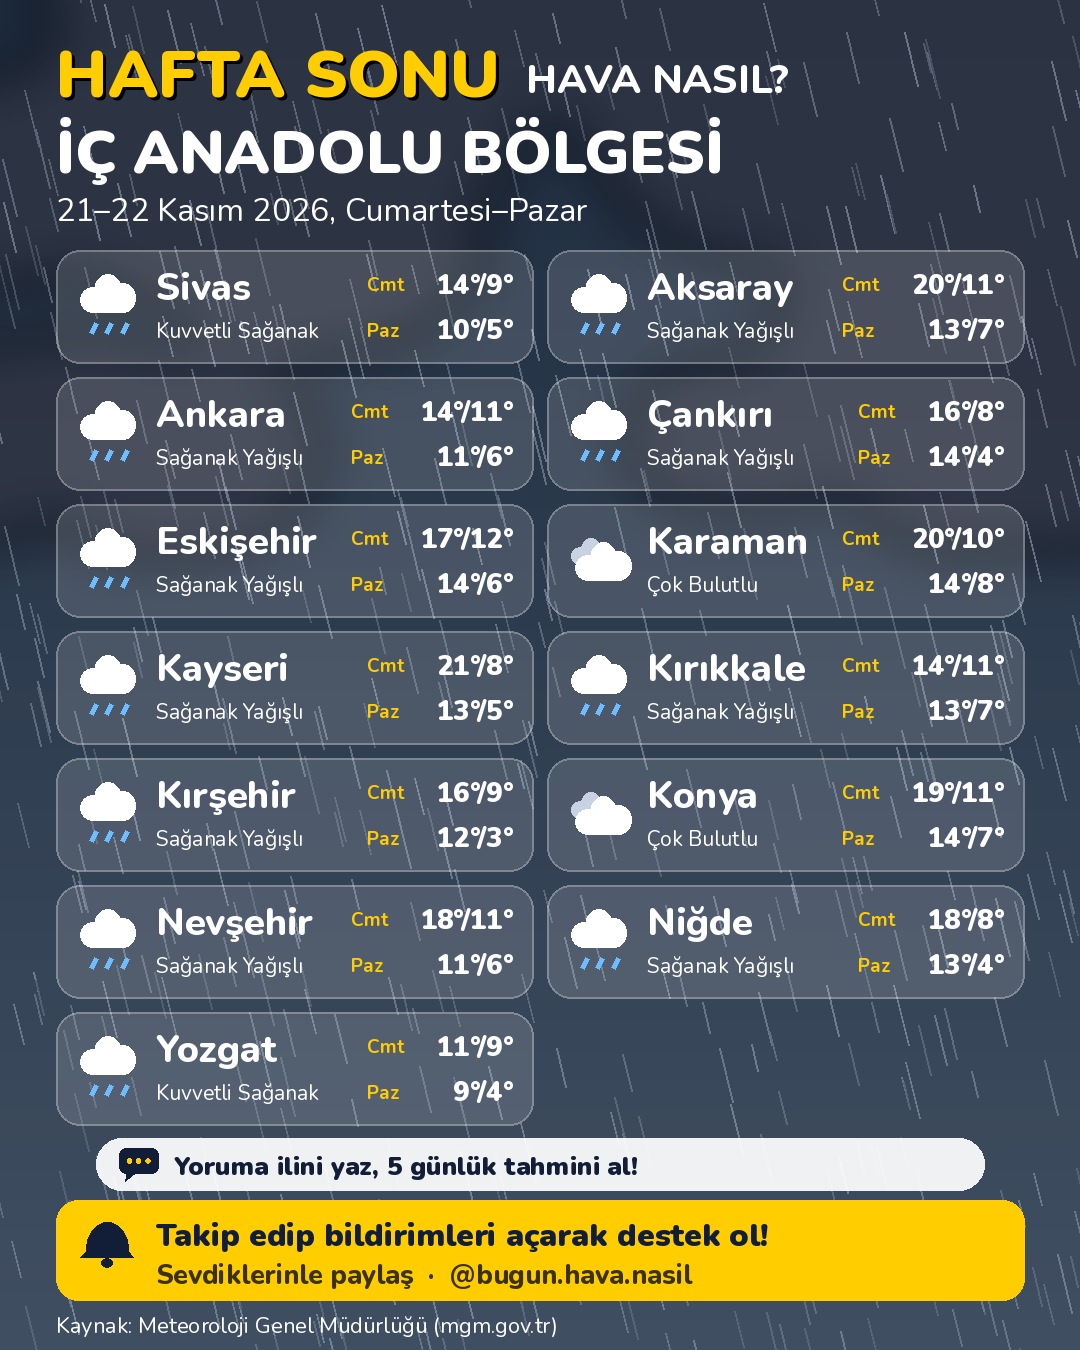 HAFTA SONU HAVA NASIL?
İÇ ANADOLU BÖLGESİ
21–22 Kasım 2026, Cumartesi–Pazar
Sivas Cmt 14°/9°
Kuvvetli Sağanak Paz 10°/5°
Aksaray Cmt 20°/11°
Sağanak Yağışlı Paz 13°/7°
Ankara Cmt 14°/11°
Sağanak Yağışlı Paz 11°/6°
Çankırı Cmt 16°/8°
Sağanak Yağışlı Paz 14°/4°
Eskişehir Cmt 17°/12°
Sağanak Yağışlı Paz 14°/6°
Karaman Cmt 20°/10°
Çok Bulutlu Paz 14°/8°
Kayseri Cmt 21°/8°
Sağanak Yağışlı Paz 13°/5°
Kırıkkale Cmt 14°/11°
Sağanak Yağışlı Paz 13°/7°
Kırşehir Cmt 16°/9°
Sağanak Yağışlı Paz 12°/3°
Konya Cmt 19°/11°
Çok Bulutlu Paz 14°/7°
Nevşehir Cmt 18°/11°
Sağanak Yağışlı Paz 11°/6°
Niğde Cmt 18°/8°
Sağanak Yağışlı Paz 13°/4°
Yozgat Cmt 11°/9°
Kuvvetli Sağanak Paz 9°/4°
Yoruma ilini yaz, 5 günlük tahmini al!
Takip edip bildirimleri açarak destek ol!
Sevdiklerinle paylaş · @bugun.hava.nasil
Kaynak: Meteoroloji Genel Müdürlüğü (mgm.gov.tr)